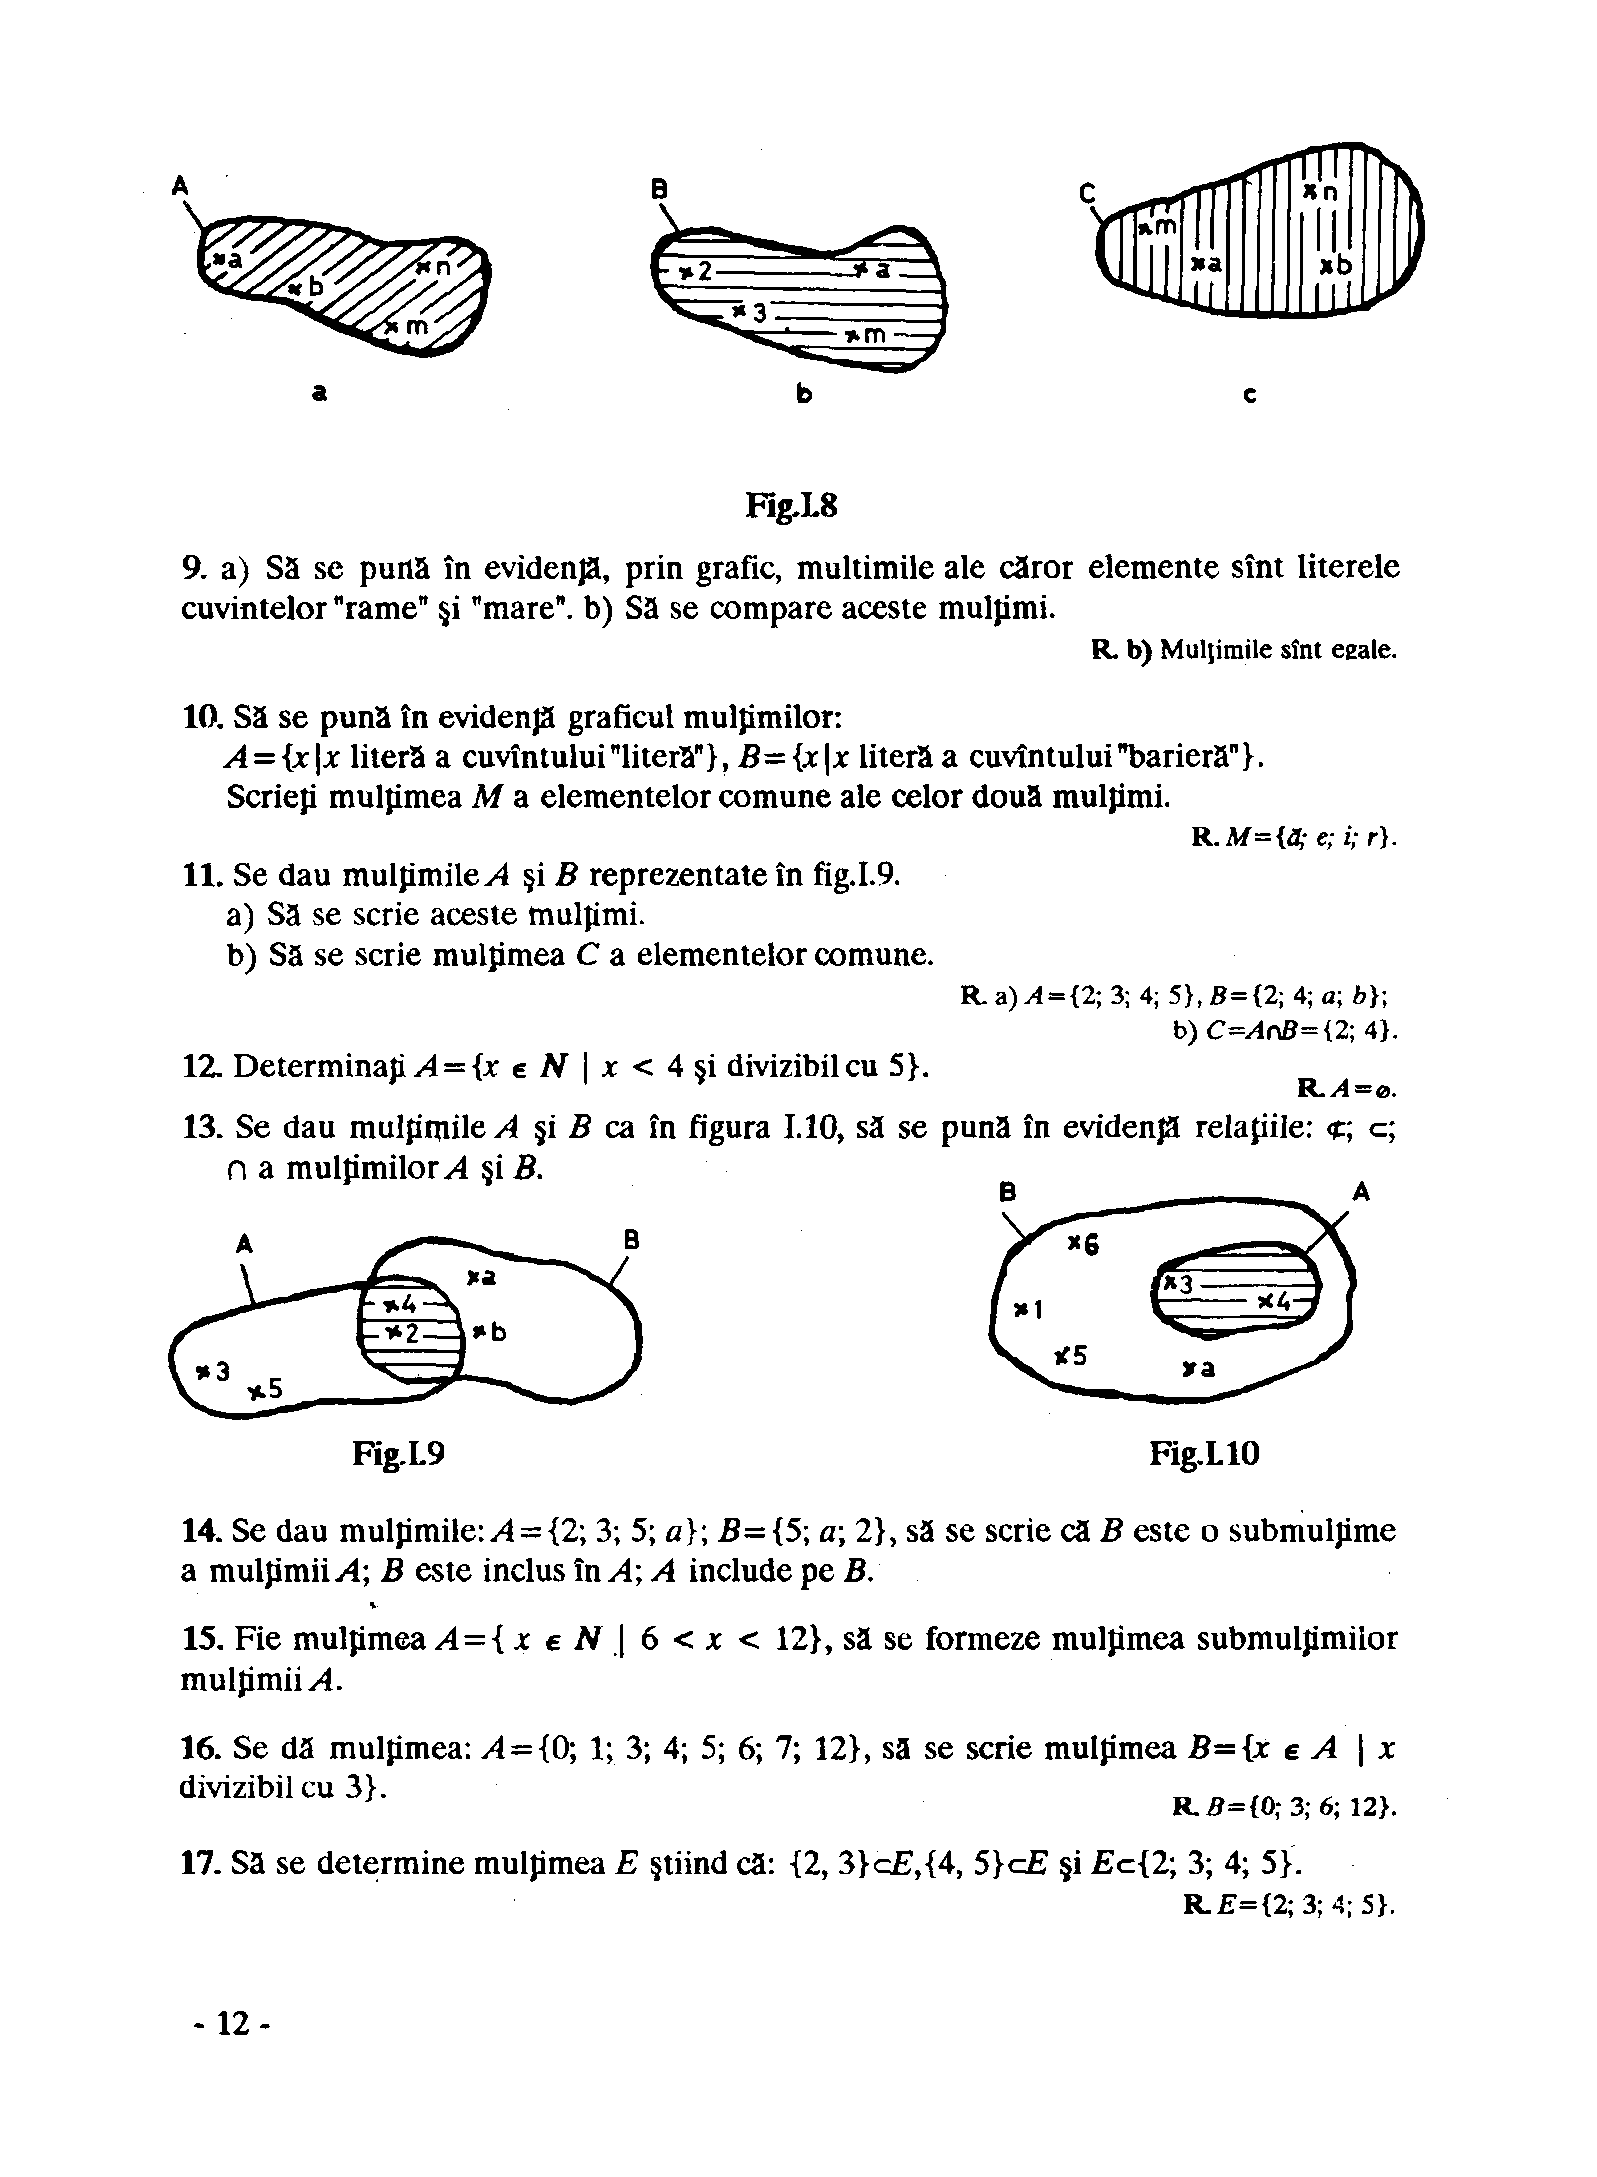 A B C
×a ×b ×n ×m
×2 ×a ×3 ×m
×m ×n ×a ×b
a b c
Fig.I.8
9. a) Să se pună în evidență, prin grafic, multimile ale căror elemente sînt literele
cuvintelor "rame" şi "mare". b) Să se compare aceste mulțimi.
R. b) Mulțimile sînt egale.
10. Să se pună în evidență graficul mulțimilor:
A={x|x literă a cuvîntului "literă"}, B={x|x literă a cuvîntului "barieră"}.
Scrieți mulțimea M a elementelor comune ale celor două mulțimi.
R. M={ă; e; i; r}.
11. Se dau mulțimile A şi B reprezentate în fig.I.9.
a) Să se scrie aceste mulțimi.
b) Să se scrie mulțimea C a elementelor comune.
R. a) A={2; 3; 4; 5}, B={2; 4; a; b};
b) C=A∩B={2; 4}.
12. Determinați A={x ∈ N | x < 4 şi divizibil cu 5}.
R. A=∅.
13. Se dau mulțimile A şi B ca în figura I.10, să se pună în evidență relațiile: ⊄; ⊂;
∩ a mulțimilor A şi B.
A B
×a ×4 ×2 ×b ×3 ×5
B A
×6 ×3 ×4 ×1 ×5 ×a
Fig.I.9 Fig.I.10
14. Se dau mulțimile: A={2; 3; 5; a}; B={5; a; 2}, să se scrie că B este o submulțime
a mulțimii A; B este inclus în A; A include pe B.
15. Fie mulțimea A={ x ∈ N | 6 < x < 12}, să se formeze mulțimea submulțimilor
mulțimii A.
16. Se dă mulțimea: A={0; 1; 3; 4; 5; 6; 7; 12}, să se scrie mulțimea B={x ∈ A | x
divizibil cu 3}.
R. B={0; 3; 6; 12}.
17. Să se determine mulțimea E ştiind că: {2, 3}⊂E,{4, 5}⊂E şi E⊂{2; 3; 4; 5}.
R. E={2; 3; 4; 5}.
- 12 -